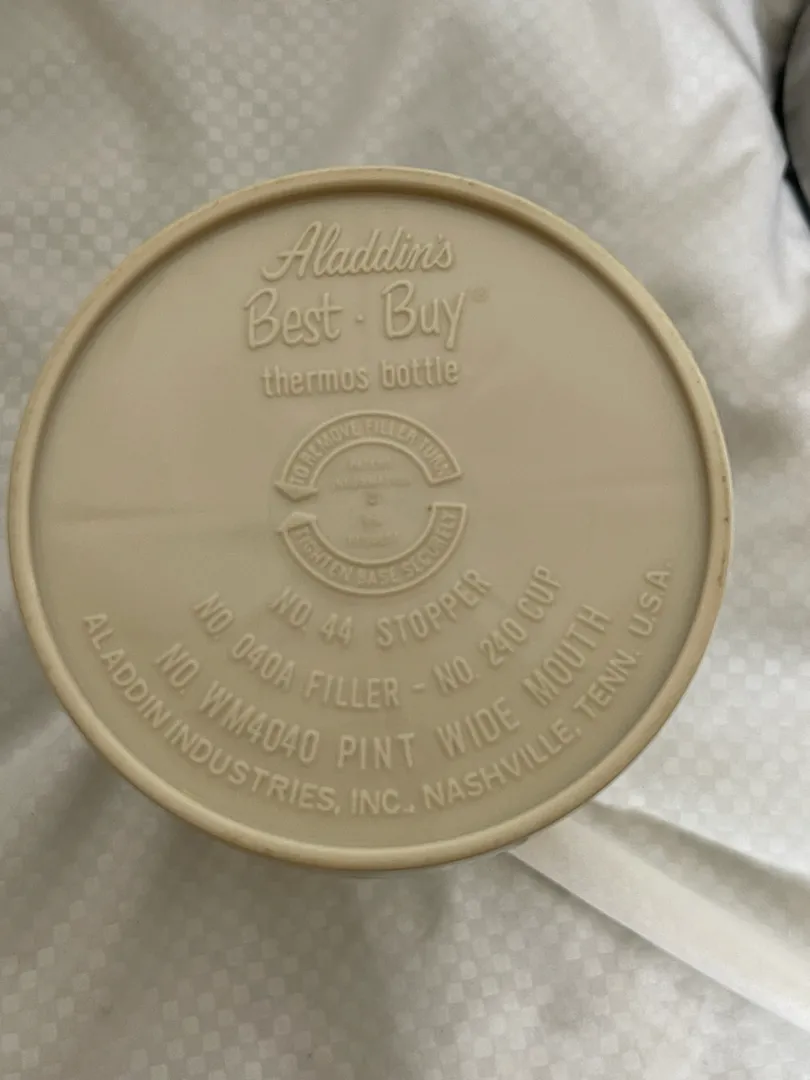 Aladdin's
Best · Buy®
thermos bottle
TO REMOVE FILLER TURN
TIGHTEN BASE SECURELY
NO. 44 STOPPER
NO. 040A FILLER – NO. 240 CUP
NO. WM4040 PINT WIDE MOUTH
ALADDIN INDUSTRIES, INC., NASHVILLE, TENN. U.S.A.